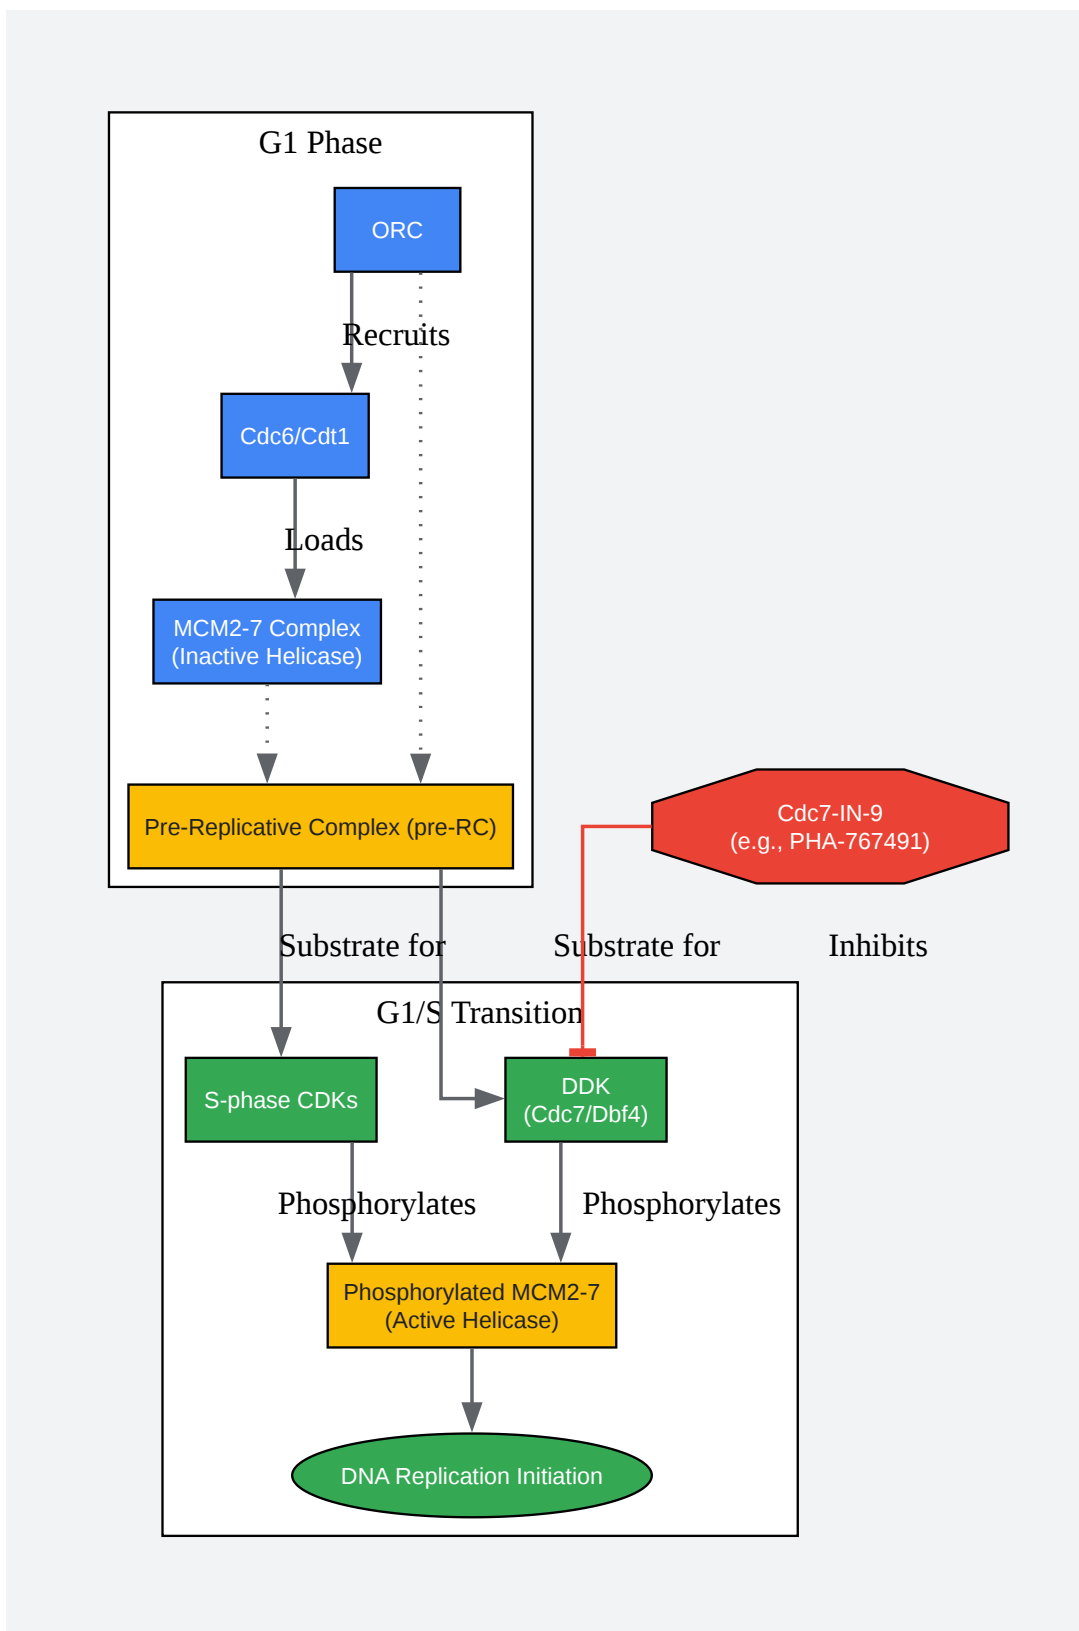 G1 Phase
ORC
Recruits
Cdc6/Cdt1
Loads
MCM2-7 Complex
(Inactive Helicase)
Pre-Replicative Complex (pre-RC)
Cdc7-IN-9
(e.g., PHA-767491)
Substrate for
Substrate for
Inhibits
G1/S Transition
S-phase CDKs
DDK
(Cdc7/Dbf4)
Phosphorylates
Phosphorylates
Phosphorylated MCM2-7
(Active Helicase)
DNA Replication Initiation